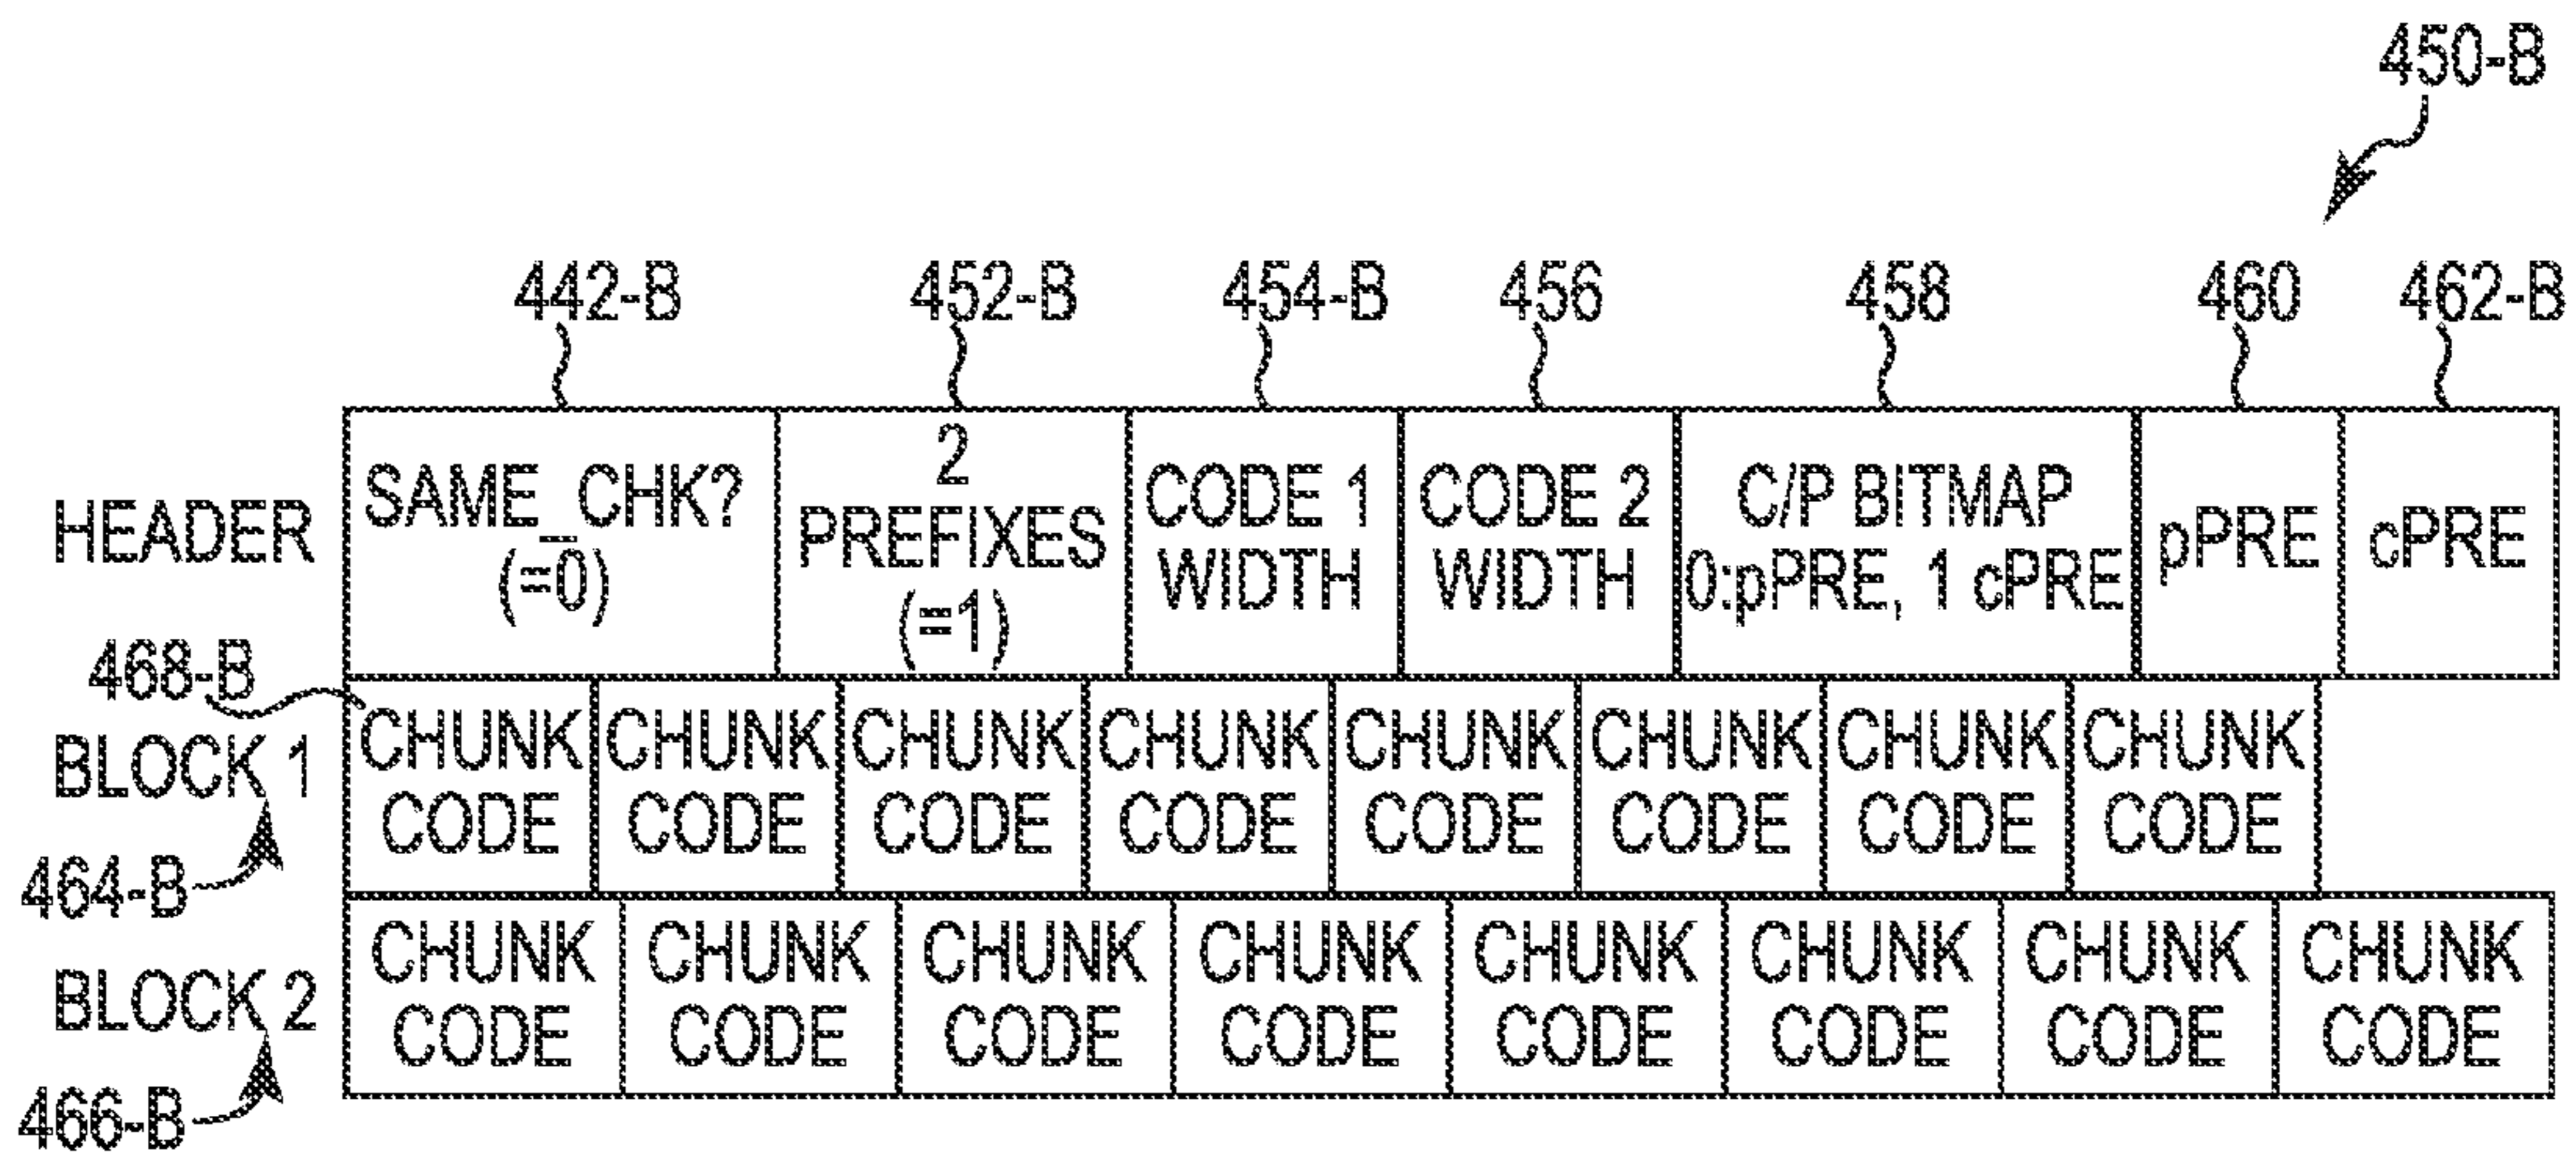 450-B
442-B 452-B 454-B 456 458 460 462-B
HEADER
SAME_CHK?
(=0)
2
PREFIXES
(=1)
CODE 1
WIDTH
CODE 2
WIDTH
C/P BITMAP
0:pPRE, 1 cPRE
pPRE
cPRE
468-B
BLOCK 1
464-B
CHUNK
CODE
CHUNK
CODE
CHUNK
CODE
CHUNK
CODE
CHUNK
CODE
CHUNK
CODE
CHUNK
CODE
CHUNK
CODE
BLOCK 2
466-B
CHUNK
CODE
CHUNK
CODE
CHUNK
CODE
CHUNK
CODE
CHUNK
CODE
CHUNK
CODE
CHUNK
CODE
CHUNK
CODE